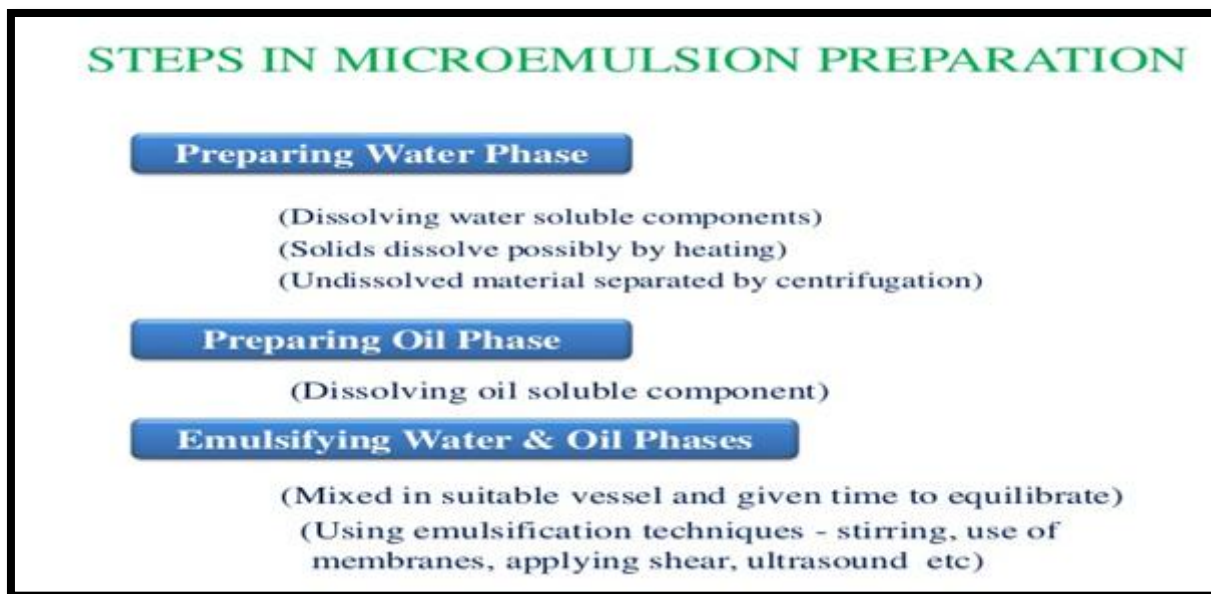 STEPS IN MICROEMULSION PREPARATION
Preparing Water Phase
(Dissolving water soluble components)
(Solids dissolve possibly by heating)
(Undissolved material separated by centrifugation)
Preparing Oil Phase
(Dissolving oil soluble component)
Emulsifying Water & Oil Phases
(Mixed in suitable vessel and given time to equilibrate)
(Using emulsification techniques - stirring, use of
membranes, applying shear, ultrasound etc)